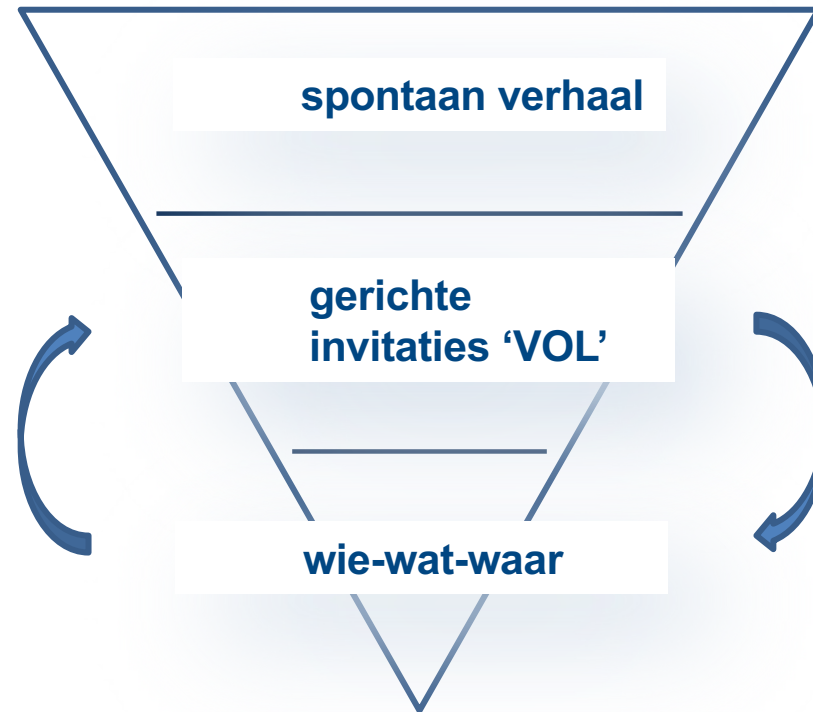 spontaan verhaal
gerichte
invitaties ‘VOL’
wie-wat-waar